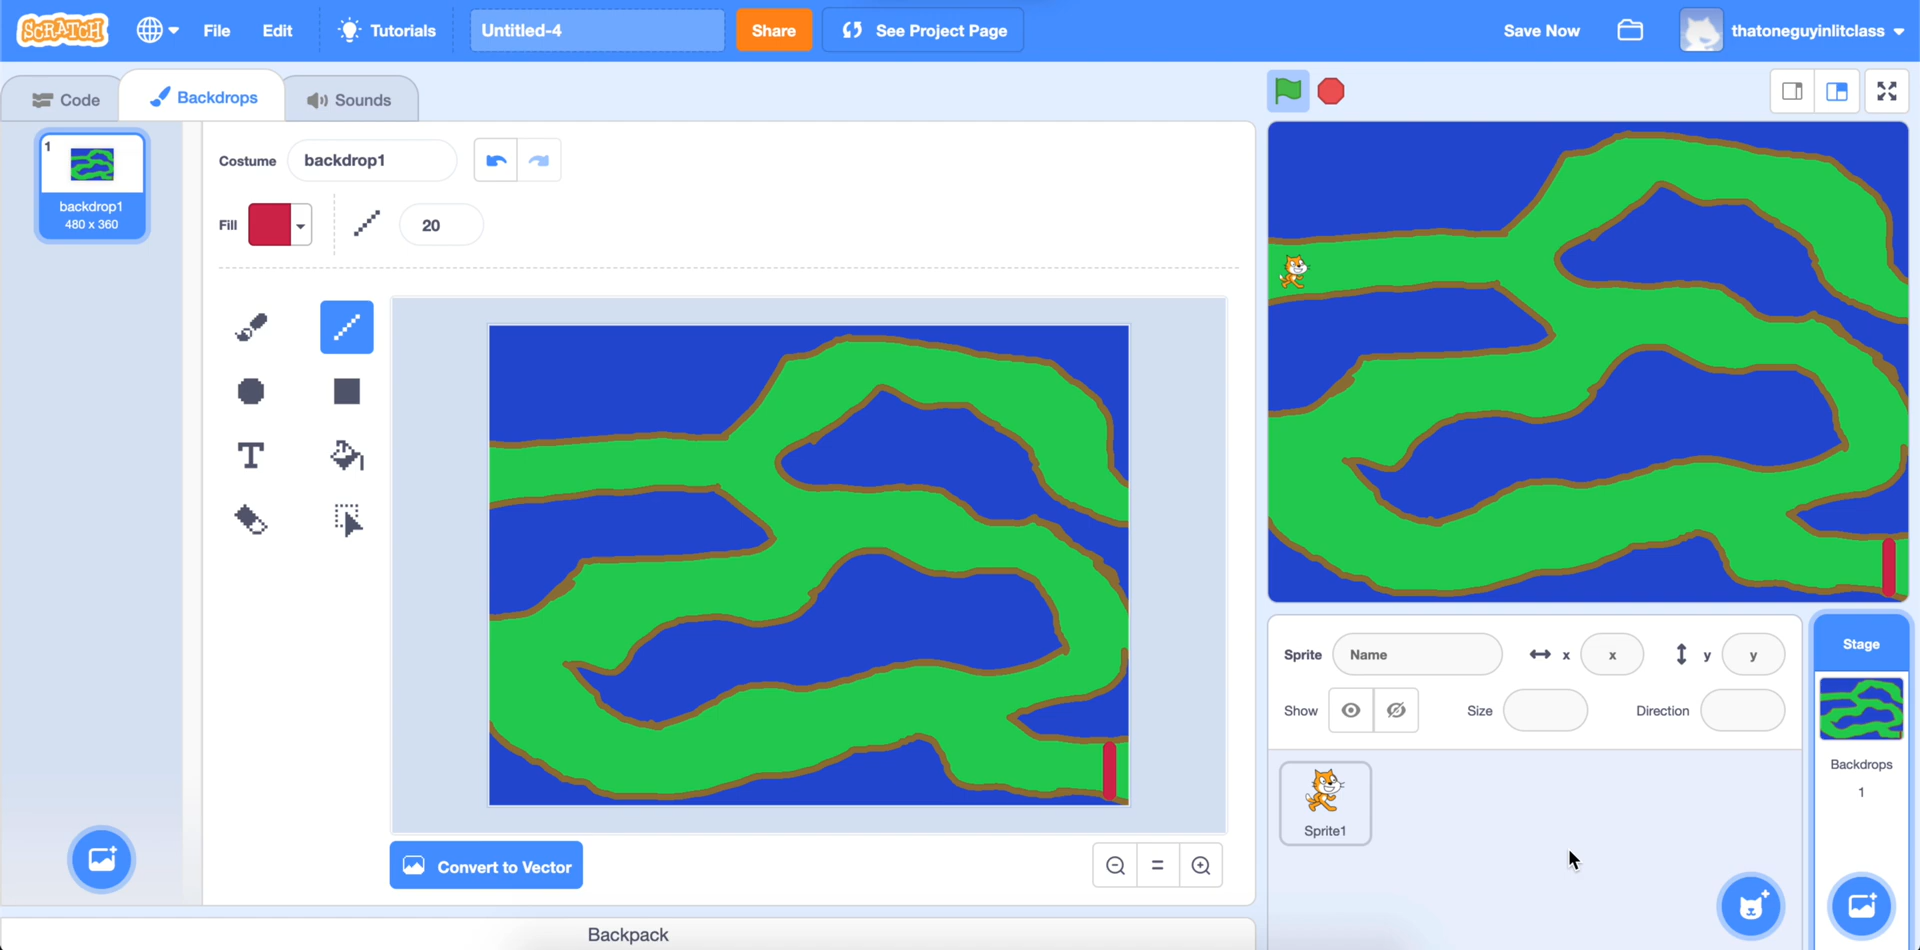 SCRATCH File Edit Tutorials Untitled-4 Share See Project Page Save Now thatoneguyinlitclass
Code Backdrops Sounds
1
backdrop1
480 x 360
Costume backdrop1
Fill 20
T
Convert to Vector
=
Backpack
Sprite Name x x y y
Show Size Direction
Sprite1
Stage
Backdrops
1